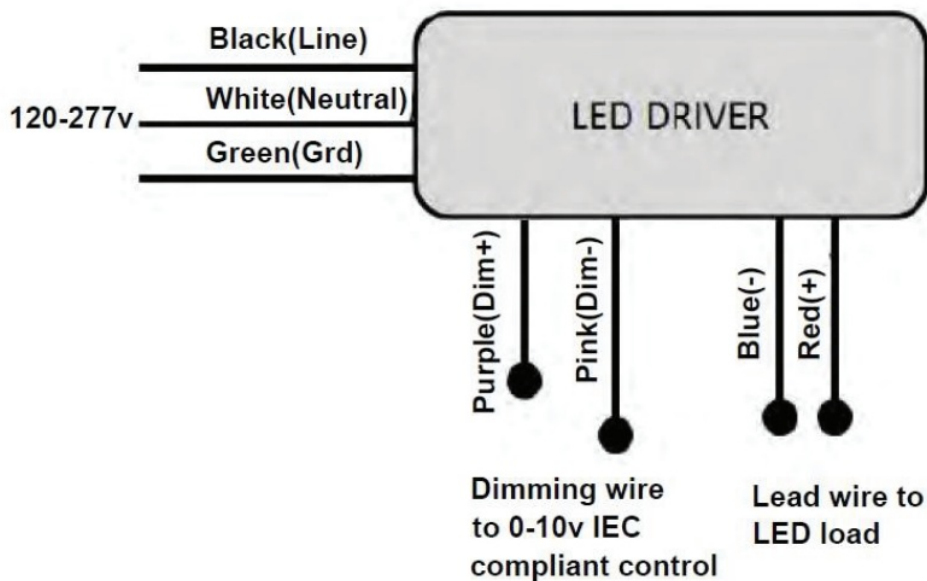 Black(Line)
120-277v
White(Neutral)
Green(Grd)
LED DRIVER
Purple(Dim+)
Pink(Dim-)
Blue(-)
Red(+)
Dimming wire
to 0-10v IEC
compliant control
Lead wire to
LED load